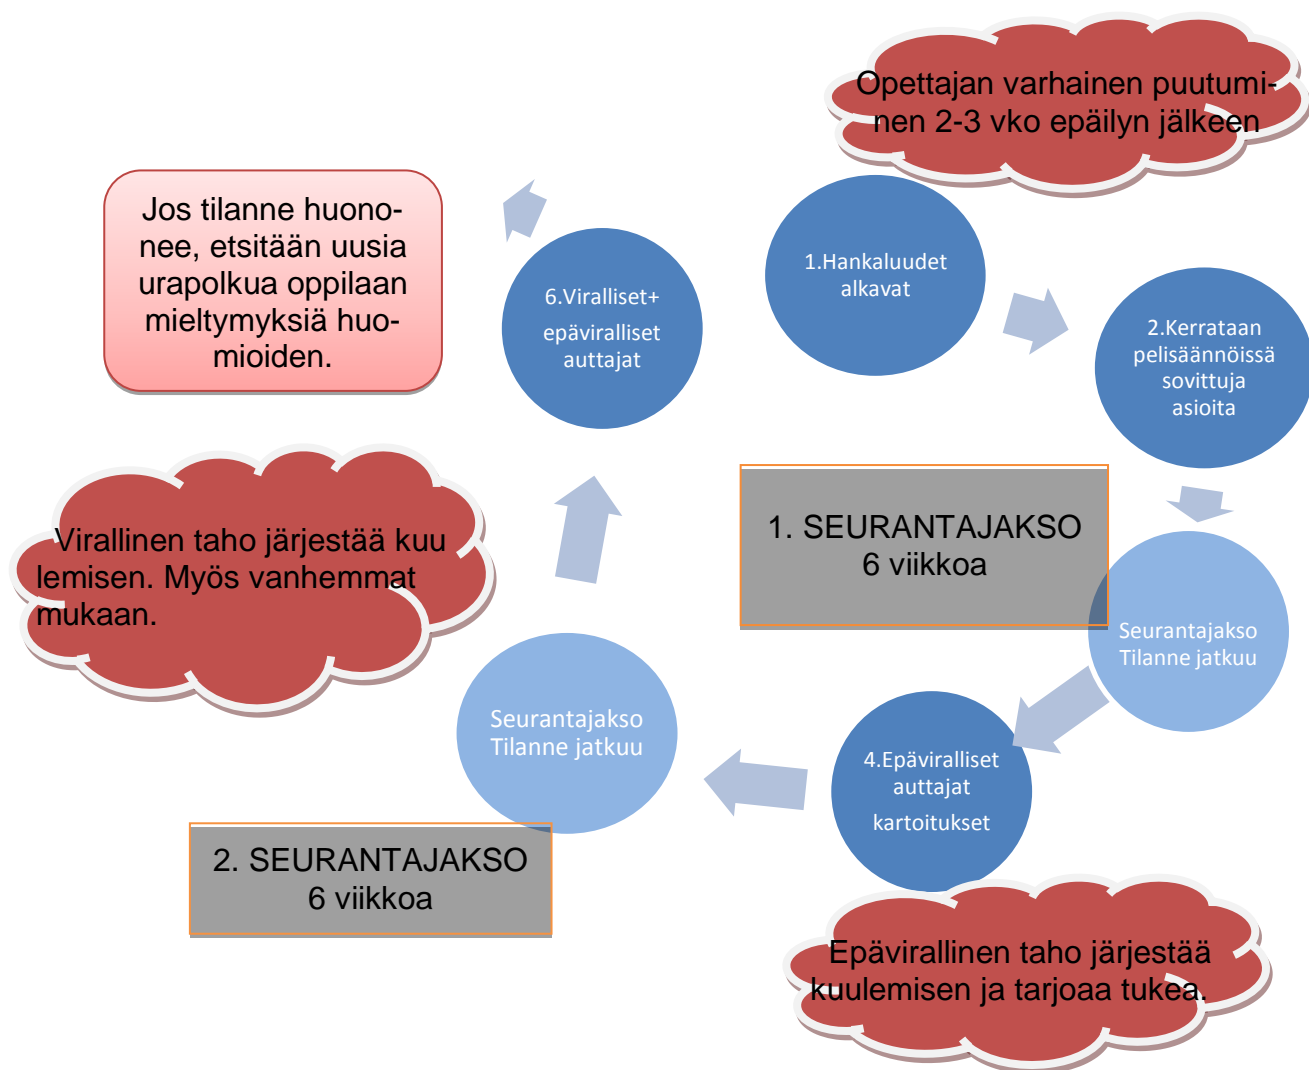 Opettajan varhainen puutumi-
nen 2-3 vko epäilyn jälkeen
1.Hankaluudet
alkavat
2.Kerrataan
pelisäännöissä
sovittuja
asioita
1. SEURANTAJAKSO
6 viikkoa
Seurantajakso
Tilanne jatkuu
4.Epäviralliset
auttajat
kartoitukset
Epävirallinen taho järjestää
kuulemisen ja tarjoaa tukea.
Seurantajakso
Tilanne jatkuu
2. SEURANTAJAKSO
6 viikkoa
Virallinen taho järjestää kuu
lemisen. Myös vanhemmat
mukaan.
6.Viralliset+
epäviralliset
auttajat
Jos tilanne huono-
nee, etsitään uusia
urapolkua oppilaan
mieltymyksiä huo-
mioiden.